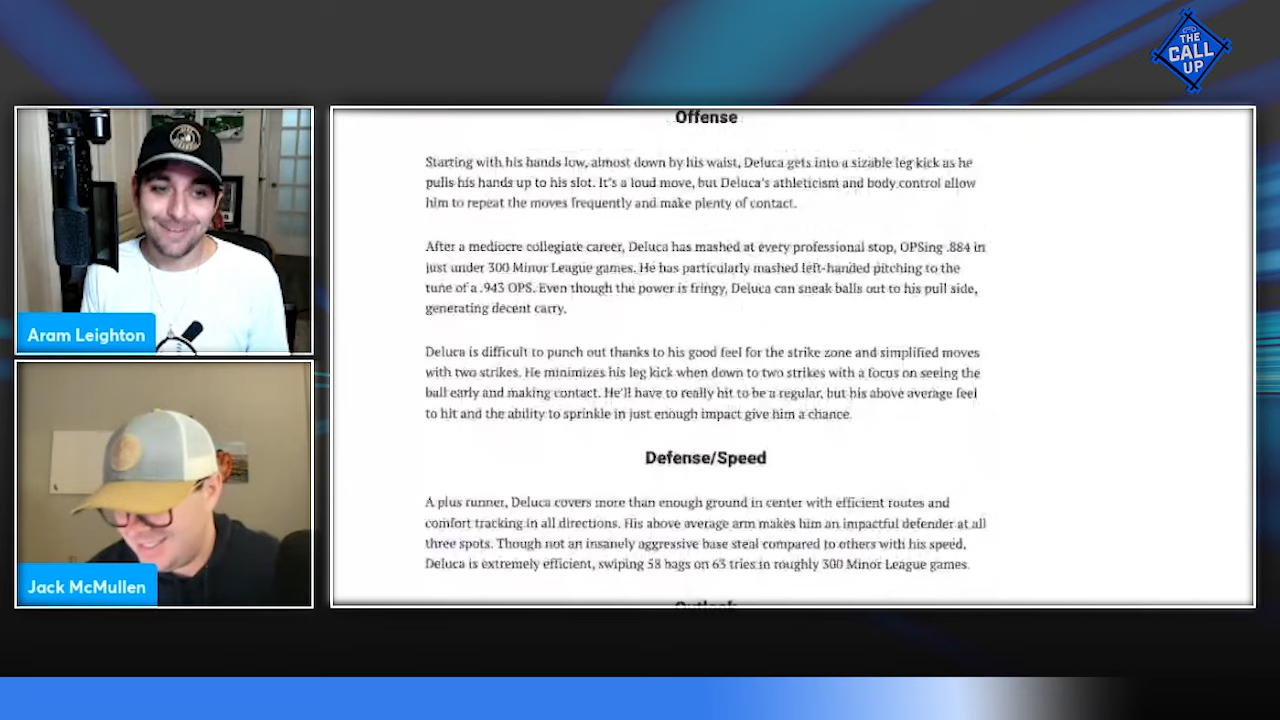 THE
CALL
UP
Offense
Starting with his hands low, almost down by his waist, Deluca gets into a sizable leg kick as he
pulls his hands up to his slot. It's a loud move, but Deluca's athleticism and body control allow
him to repeat the moves frequently and make plenty of contact.
After a mediocre collegiate career, Deluca has mashed at every professional stop, OPSing .884 in
just under 300 Minor League games. He has particularly mashed left-handed pitching to the
tune of a .943 OPS. Even though the power is fringy, Deluca can sneak balls out to his pull side,
generating decent carry.
Deluca is difficult to punch out thanks to his good feel for the strike zone and simplified moves
with two strikes. He minimizes his leg kick when down to two strikes with a focus on seeing the
ball early and making contact. He'll have to really hit to be a regular, but his above average feel
to hit and the ability to sprinkle in just enough impact give him a chance.
Defense/Speed
A plus runner, Deluca covers more than enough ground in center with efficient routes and
comfort tracking in all directions. His above average arm makes him an impactful defender at all
three spots. Though not an insanely aggressive base steal compared to others with his speed,
Deluca is extremely efficient, swiping 58 bags on 63 tries in roughly 300 Minor League games.
Outlook
Aram Leighton
Jack McMullen